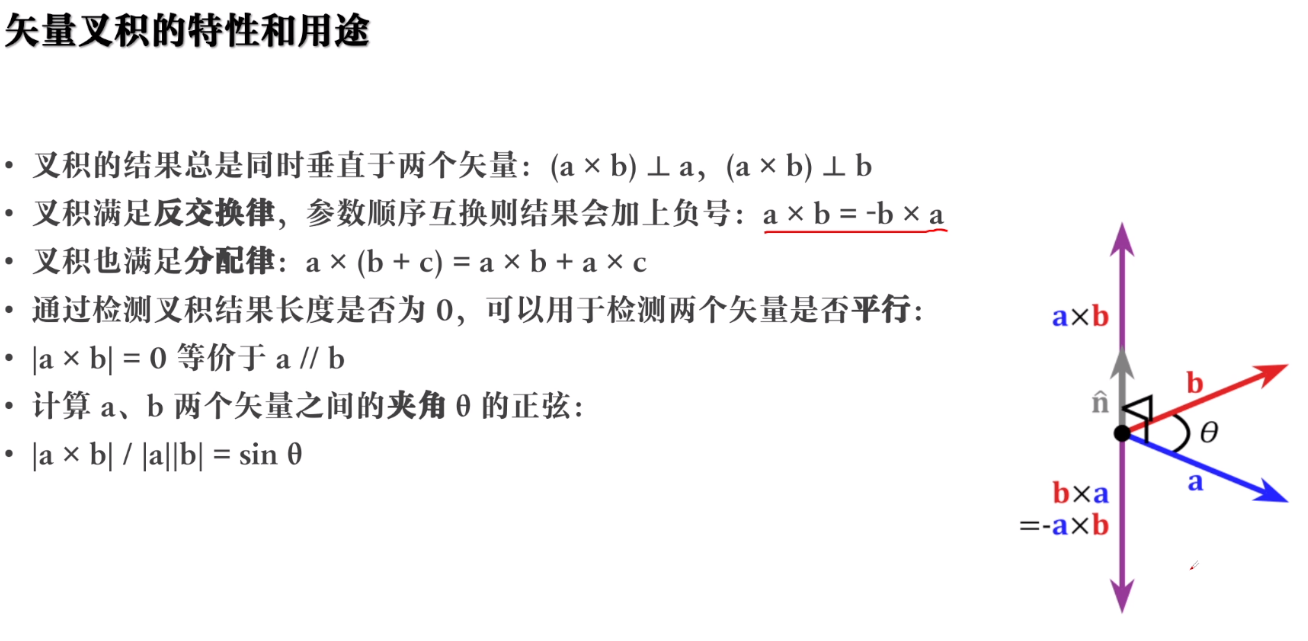 矢量叉积的特性和用途
• 叉积的结果总是同时垂直于两个矢量：(a × b) ⊥ a，(a × b) ⊥ b
• 叉积满足反交换律，参数顺序互换则结果会加上负号：a × b = -b × a
• 叉积也满足分配律：a × (b + c) = a × b + a × c
• 通过检测叉积结果长度是否为 0，可以用于检测两个矢量是否平行：
• |a × b| = 0 等价于 a // b
• 计算 a、b 两个矢量之间的夹角 θ 的正弦：
• |a × b| / |a||b| = sin θ
a×b
b
n̂
θ
a
b×a
=-a×b